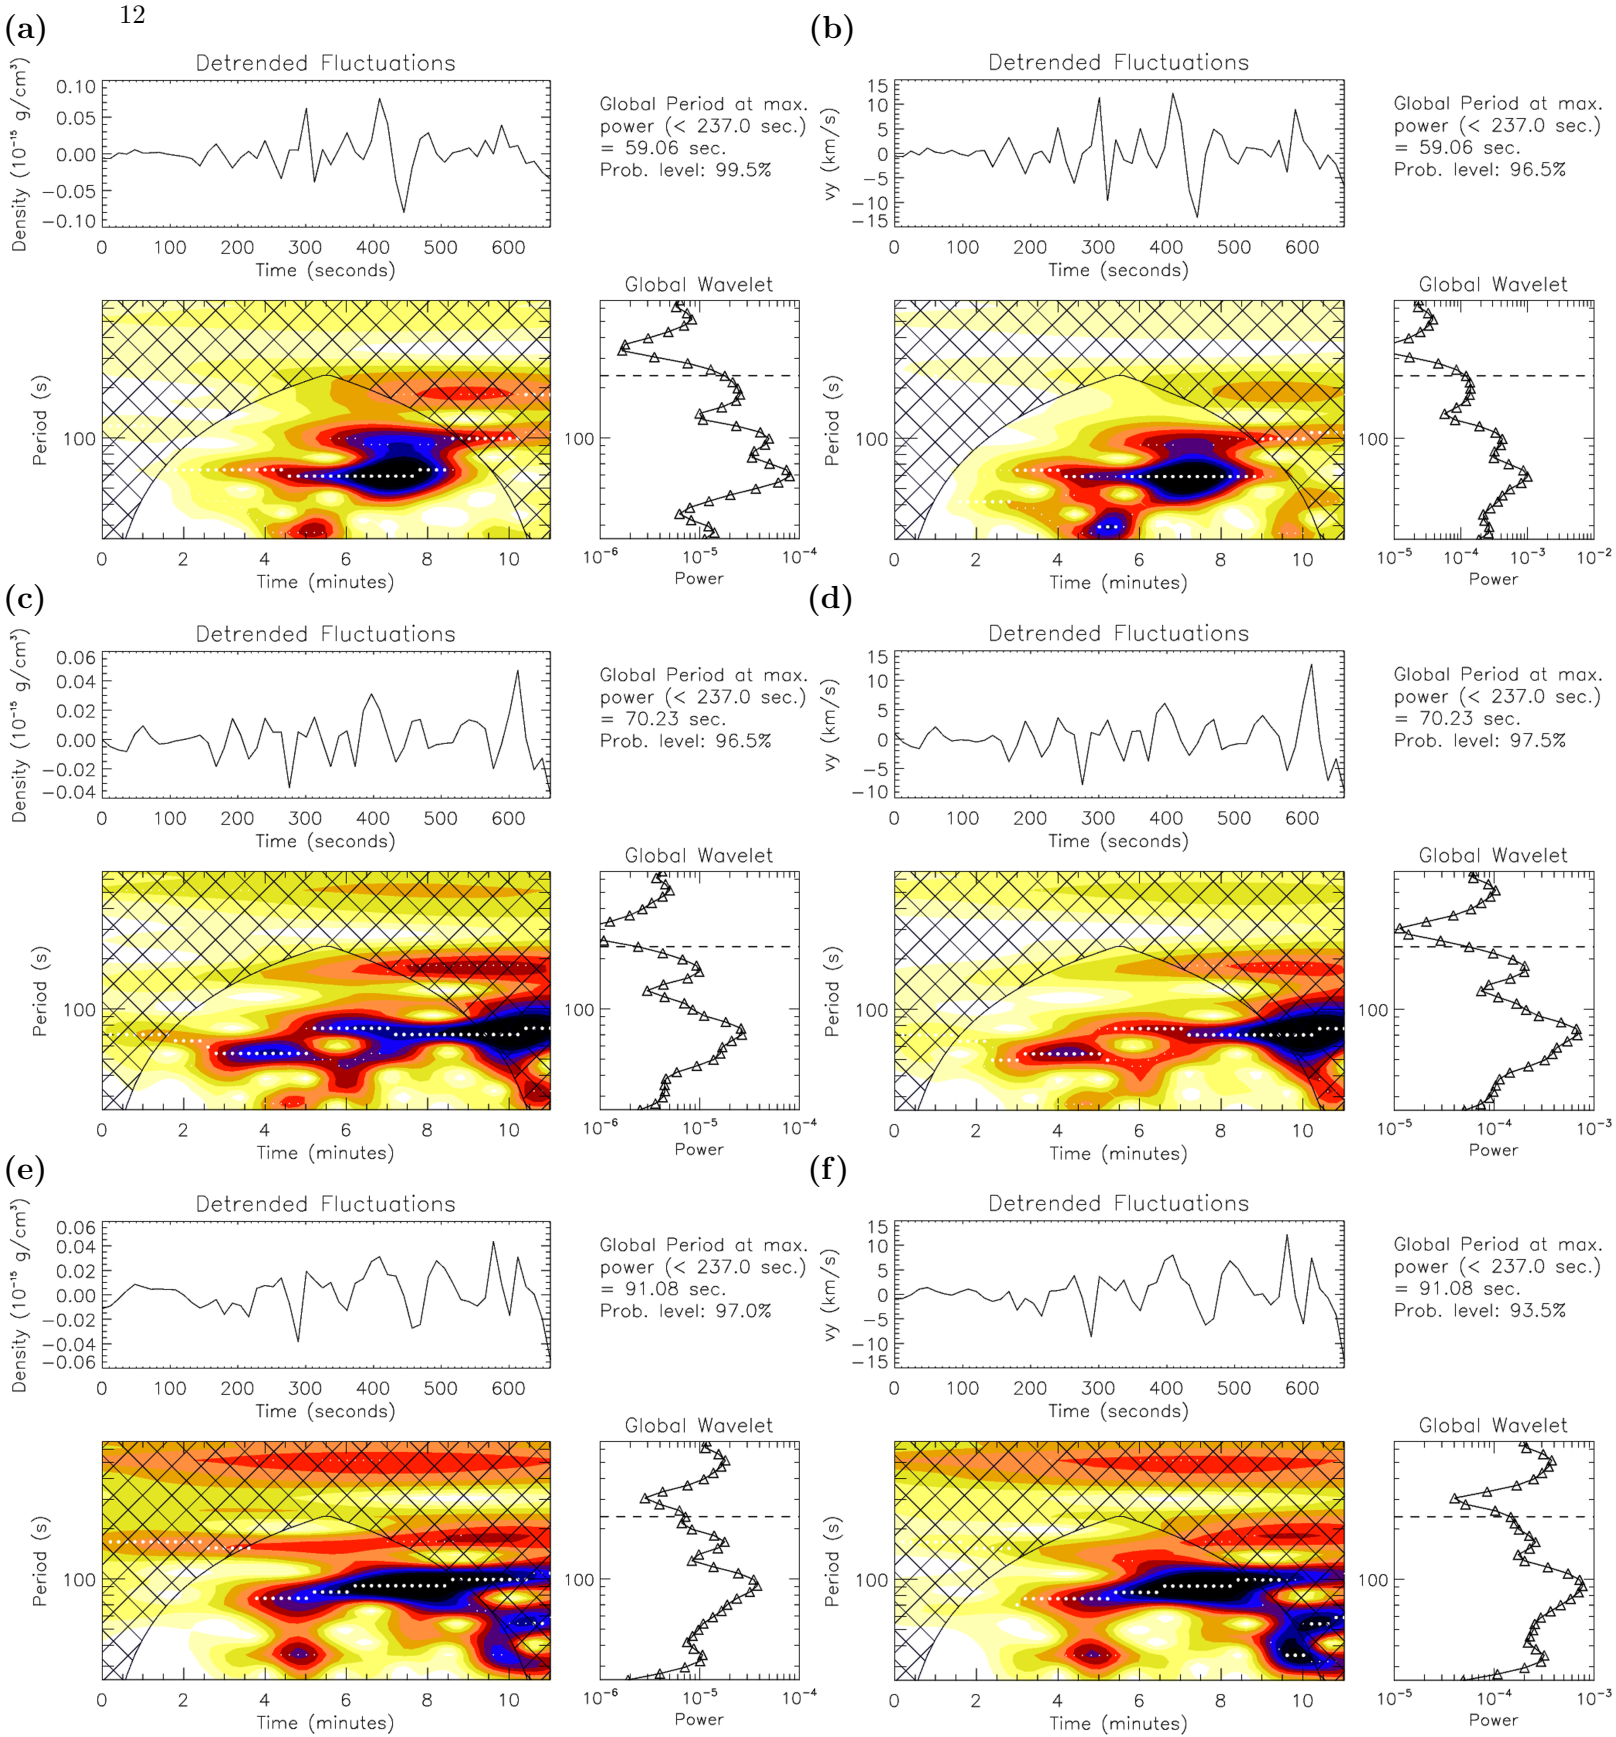 12
(a)
Detrended Fluctuations
Density (10⁻¹⁵ g/cm³)
0.10
0.05
0.00
−0.05
−0.10
0 100 200 300 400 500 600
Time (seconds)
Global Period at max.
power (< 237.0 sec.)
= 59.06 sec.
Prob. level: 99.5%
Period (s)
100
0 2 4 6 8 10
Time (minutes)
Global Wavelet
100
10⁻⁶ 10⁻⁵ 10⁻⁴
Power
(b)
Detrended Fluctuations
vy (km/s)
15
10
5
0
−5
−10
−15
0 100 200 300 400 500 600
Time (seconds)
Global Period at max.
power (< 237.0 sec.)
= 59.06 sec.
Prob. level: 96.5%
Period (s)
100
0 2 4 6 8 10
Time (minutes)
Global Wavelet
100
10⁻⁵ 10⁻⁴ 10⁻³ 10⁻²
Power
(c)
Detrended Fluctuations
Density (10⁻¹⁵ g/cm³)
0.06
0.04
0.02
0.00
−0.02
−0.04
0 100 200 300 400 500 600
Time (seconds)
Global Period at max.
power (< 237.0 sec.)
= 70.23 sec.
Prob. level: 96.5%
Period (s)
100
0 2 4 6 8 10
Time (minutes)
Global Wavelet
100
10⁻⁶ 10⁻⁵ 10⁻⁴
Power
(d)
Detrended Fluctuations
vy (km/s)
15
10
5
0
−5
−10
0 100 200 300 400 500 600
Time (seconds)
Global Period at max.
power (< 237.0 sec.)
= 70.23 sec.
Prob. level: 97.5%
Period (s)
100
0 2 4 6 8 10
Time (minutes)
Global Wavelet
100
10⁻⁵ 10⁻⁴ 10⁻³
Power
(e)
Detrended Fluctuations
Density (10⁻¹⁵ g/cm³)
0.06
0.04
0.02
0.00
−0.02
−0.04
−0.06
0 100 200 300 400 500 600
Time (seconds)
Global Period at max.
power (< 237.0 sec.)
= 91.08 sec.
Prob. level: 97.0%
Period (s)
100
0 2 4 6 8 10
Time (minutes)
Global Wavelet
100
10⁻⁶ 10⁻⁵ 10⁻⁴
Power
(f)
Detrended Fluctuations
vy (km/s)
15
10
5
0
−5
−10
−15
0 100 200 300 400 500 600
Time (seconds)
Global Period at max.
power (< 237.0 sec.)
= 91.08 sec.
Prob. level: 93.5%
Period (s)
100
0 2 4 6 8 10
Time (minutes)
Global Wavelet
100
10⁻⁵ 10⁻⁴ 10⁻³
Power